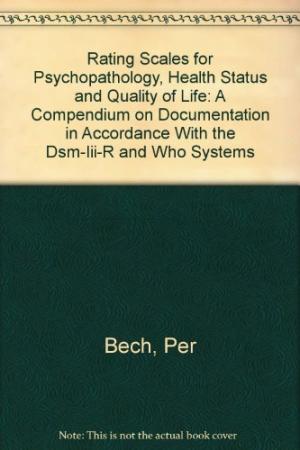 Rating Scales for
Psychopathology, Health Status
and Quality of Life: A
Compendium on Documentation
in Accordance With the
Dsm-Iii-R and Who Systems
Bech, Per
Note: This is not the actual book cover